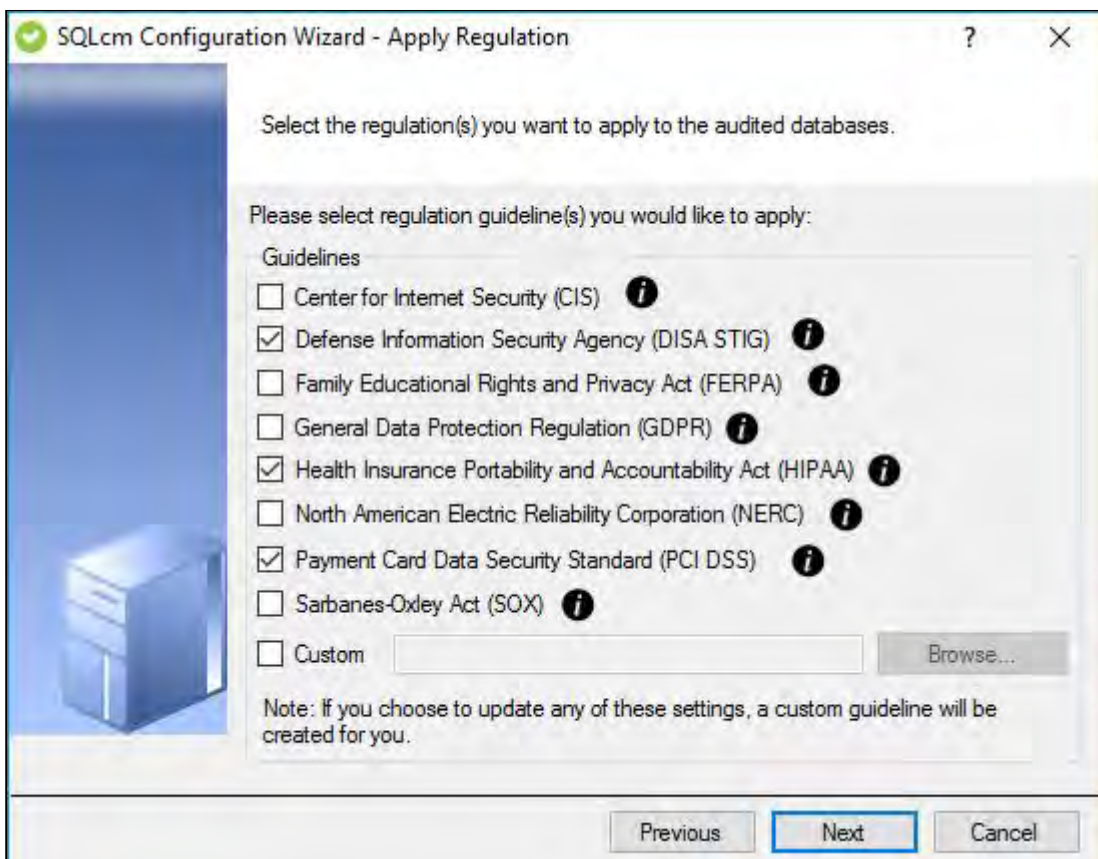 SQLcm Configuration Wizard - Apply Regulation ?
Select the regulation(s) you want to apply to the audited databases.
Please select regulation guideline(s) you would like to apply:
Guidelines
Center for Internet Security (CIS) i
Defense Information Security Agency (DISA STIG) i
Family Educational Rights and Privacy Act (FERPA) i
General Data Protection Regulation (GDPR) i
Health Insurance Portability and Accountability Act (HIPAA) i
North American Electric Reliability Corporation (NERC) i
Payment Card Data Security Standard (PCI DSS) i
Sarbanes-Oxley Act (SOX) i
Custom Browse...
Note: If you choose to update any of these settings, a custom guideline will be
created for you.
Previous Next Cancel